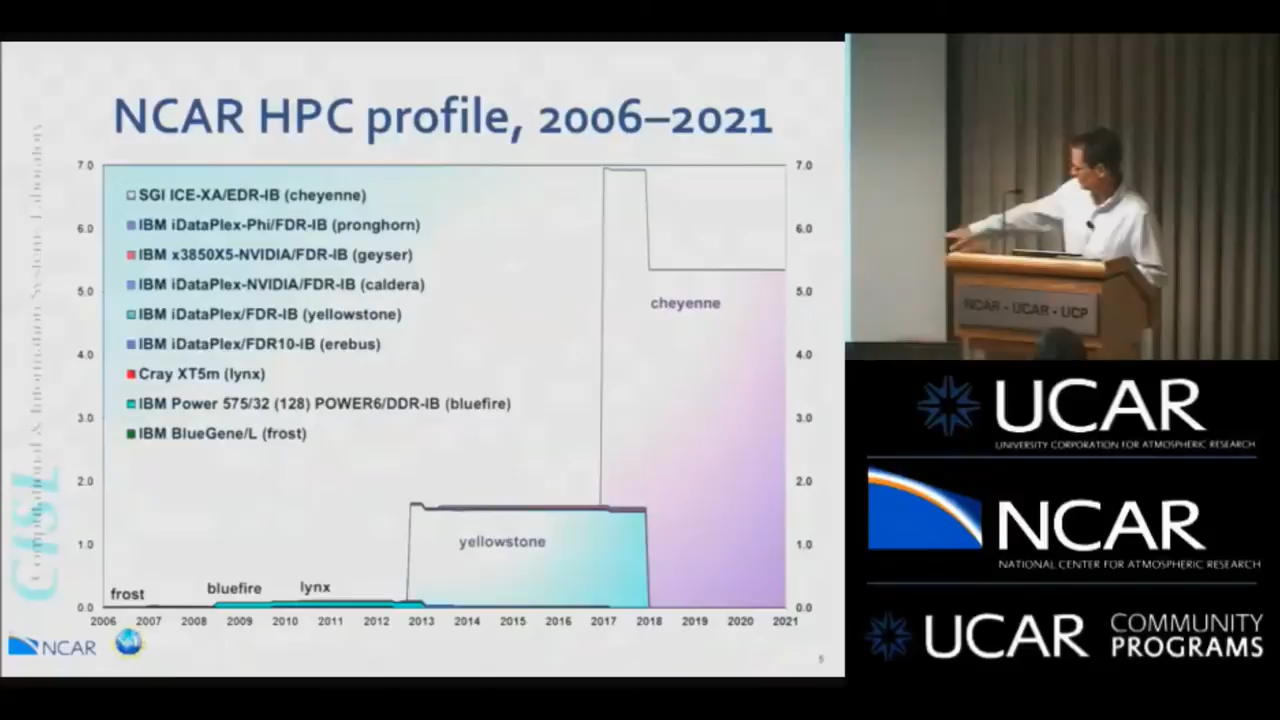 NCAR HPC profile, 2006–2021
7.0
6.0
5.0
4.0
3.0
2.0
1.0
0.0
SGI ICE-XA/EDR-IB (cheyenne)
IBM iDataPlex-Phi/FDR-IB (pronghorn)
IBM x3850X5-NVIDIA/FDR-IB (geyser)
IBM iDataPlex-NVIDIA/FDR-IB (caldera)
IBM iDataPlex/FDR-IB (yellowstone)
IBM iDataPlex/FDR10-IB (erebus)
Cray XT5m (lynx)
IBM Power 575/32 (128) POWER6/DDR-IB (bluefire)
IBM BlueGene/L (frost)
cheyenne
yellowstone
frost
bluefire
lynx
7.0
6.0
5.0
4.0
3.0
2.0
1.0
0.0
2006 2007 2008 2009 2010 2011 2012 2013 2014 2015 2016 2017 2018 2019 2020 2021
CISL
Computational & Information Systems Laboratory
NCAR
5
NCAR - UCAR - UCP
UCAR
UNIVERSITY CORPORATION FOR ATMOSPHERIC RESEARCH
NCAR
NATIONAL CENTER FOR ATMOSPHERIC RESEARCH
UCAR
COMMUNITY
PROGRAMS